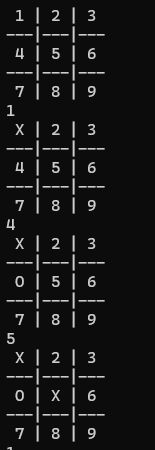 1 | 2 | 3
---|---|---
4 | 5 | 6
---|---|---
7 | 8 | 9
1
X | 2 | 3
---|---|---
4 | 5 | 6
---|---|---
7 | 8 | 9
4
X | 2 | 3
---|---|---
O | 5 | 6
---|---|---
7 | 8 | 9
5
X | 2 | 3
---|---|---
O | X | 6
---|---|---
7 | 8 | 9